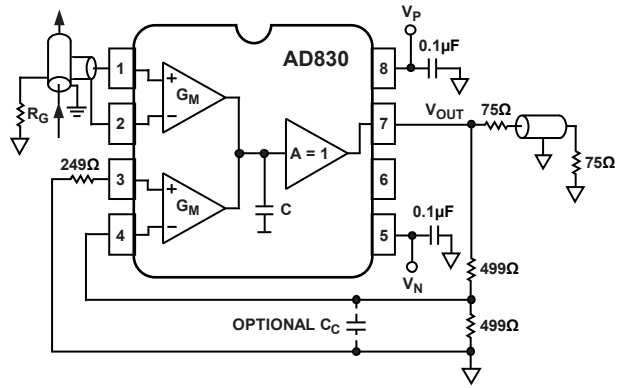 V_P
0.1µF
AD830
1
8
+
G_M
−
R_G
2
7
V_OUT
75Ω
A = 1
75Ω
249Ω
3
6
+
G_M
−
C
4
5
0.1µF
V_N
499Ω
OPTIONAL C_C
499Ω